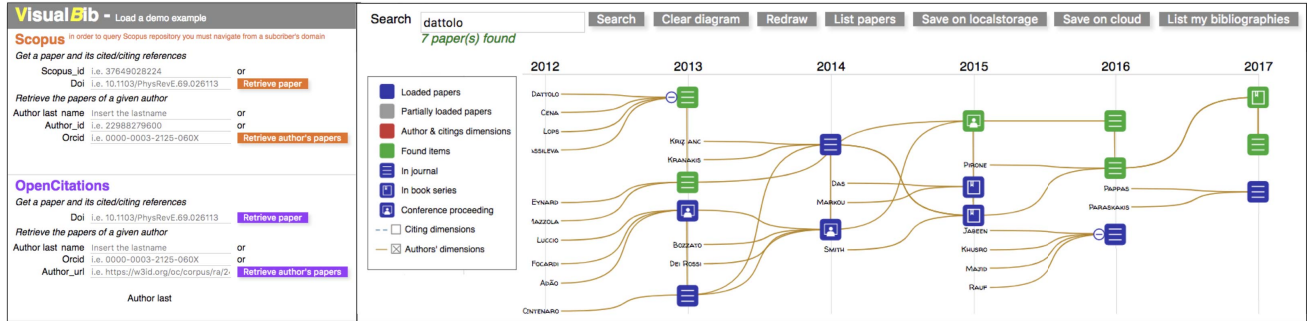 VisualBib - Load a demo example
Scopus in order to query Scopus repository you must navigate from a subcriber's domain
Get a paper and its cited/citing references
Scopus_id i.e. 37649028224 or
Doi i.e. 10.1103/PhysRevE.69.026113 Retrieve paper
Retrieve the papers of a given author
Author last name Insert the lastname or
Author_id i.e. 22988279600 or
Orcid i.e. 0000-0003-2125-060X Retrieve author's papers
OpenCitations
Get a paper and its cited/citing references
Doi i.e. 10.1103/PhysRevE.69.026113 Retrieve paper
Retrieve the papers of a given author
Author last name Insert the lastname or
Orcid i.e. 0000-0003-2125-060X or
Author_url i.e. https://w3id.org/oc/corpus/ra/2- Retrieve author's papers
Author last
Search dattolo Search Clear diagram Redraw List papers Save on localstorage Save on cloud List my bibliographies
7 paper(s) found
2012 2013 2014 2015 2016 2017
Loaded papers
Partially loaded papers
Author & citings dimensions
Found items
In journal
In book series
Conference proceeding
Citing dimensions
Authors' dimensions
Dattolo
Cena
Lops
assileva
Eynard
Mazzola
Luccio
Focardi
Adão
Centenaro
Krizanc
Kranakis
Bozzato
Dei Rossi
Das
Markou
Smith
Pirone
Jabeen
Khusro
Mazid
Rauf
Pappas
Paraskakis